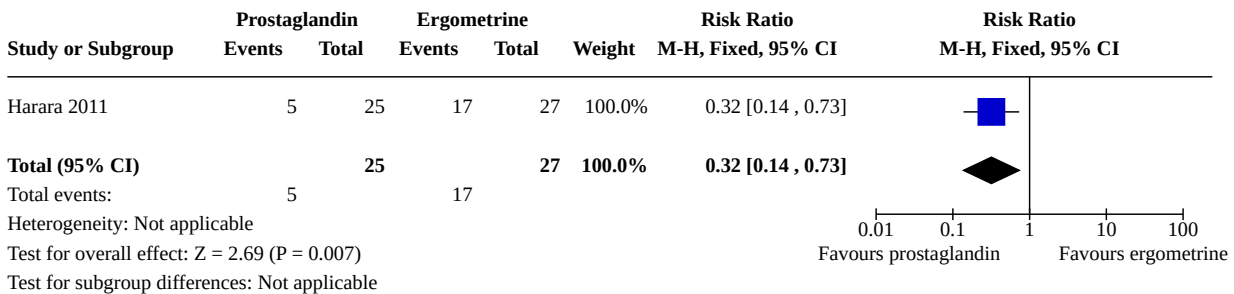 Prostaglandin Ergometrine Risk Ratio Risk Ratio
Study or Subgroup Events Total Events Total Weight M-H, Fixed, 95% CI M-H, Fixed, 95% CI
Harara 2011 5 25 17 27 100.0% 0.32 [0.14 , 0.73]
Total (95% CI) 25 27 100.0% 0.32 [0.14 , 0.73]
Total events: 5 17
Heterogeneity: Not applicable
0.01 0.1 1 10 100
Test for overall effect: Z = 2.69 (P = 0.007) Favours prostaglandin Favours ergometrine
Test for subgroup differences: Not applicable